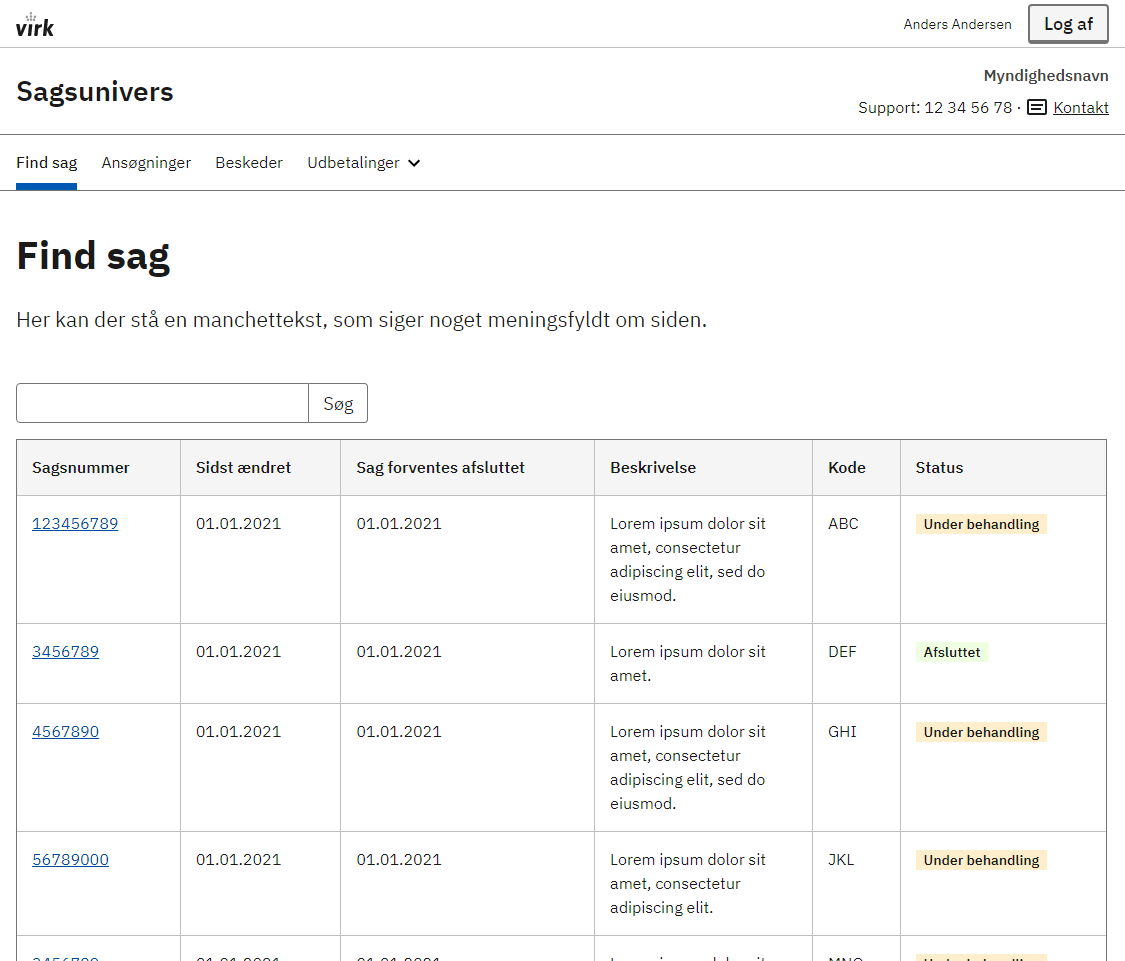 virk
Anders Andersen
Log af
Sagsunivers
Myndighedsnavn
Support: 12 34 56 78 · Kontakt
Find sag Ansøgninger Beskeder Udbetalinger
Find sag
Her kan der stå en manchettekst, som siger noget meningsfyldt om siden.
Søg
Sagsnummer Sidst ændret Sag forventes afsluttet Beskrivelse Kode Status
123456789 01.01.2021 01.01.2021 Lorem ipsum dolor sit ABC Under behandling
amet, consectetur
adipiscing elit, sed do
eiusmod.
3456789 01.01.2021 01.01.2021 Lorem ipsum dolor sit DEF Afsluttet
amet.
4567890 01.01.2021 01.01.2021 Lorem ipsum dolor sit GHI Under behandling
amet, consectetur
adipiscing elit, sed do
eiusmod.
56789000 01.01.2021 01.01.2021 Lorem ipsum dolor sit JKL Under behandling
amet, consectetur
adipiscing elit.